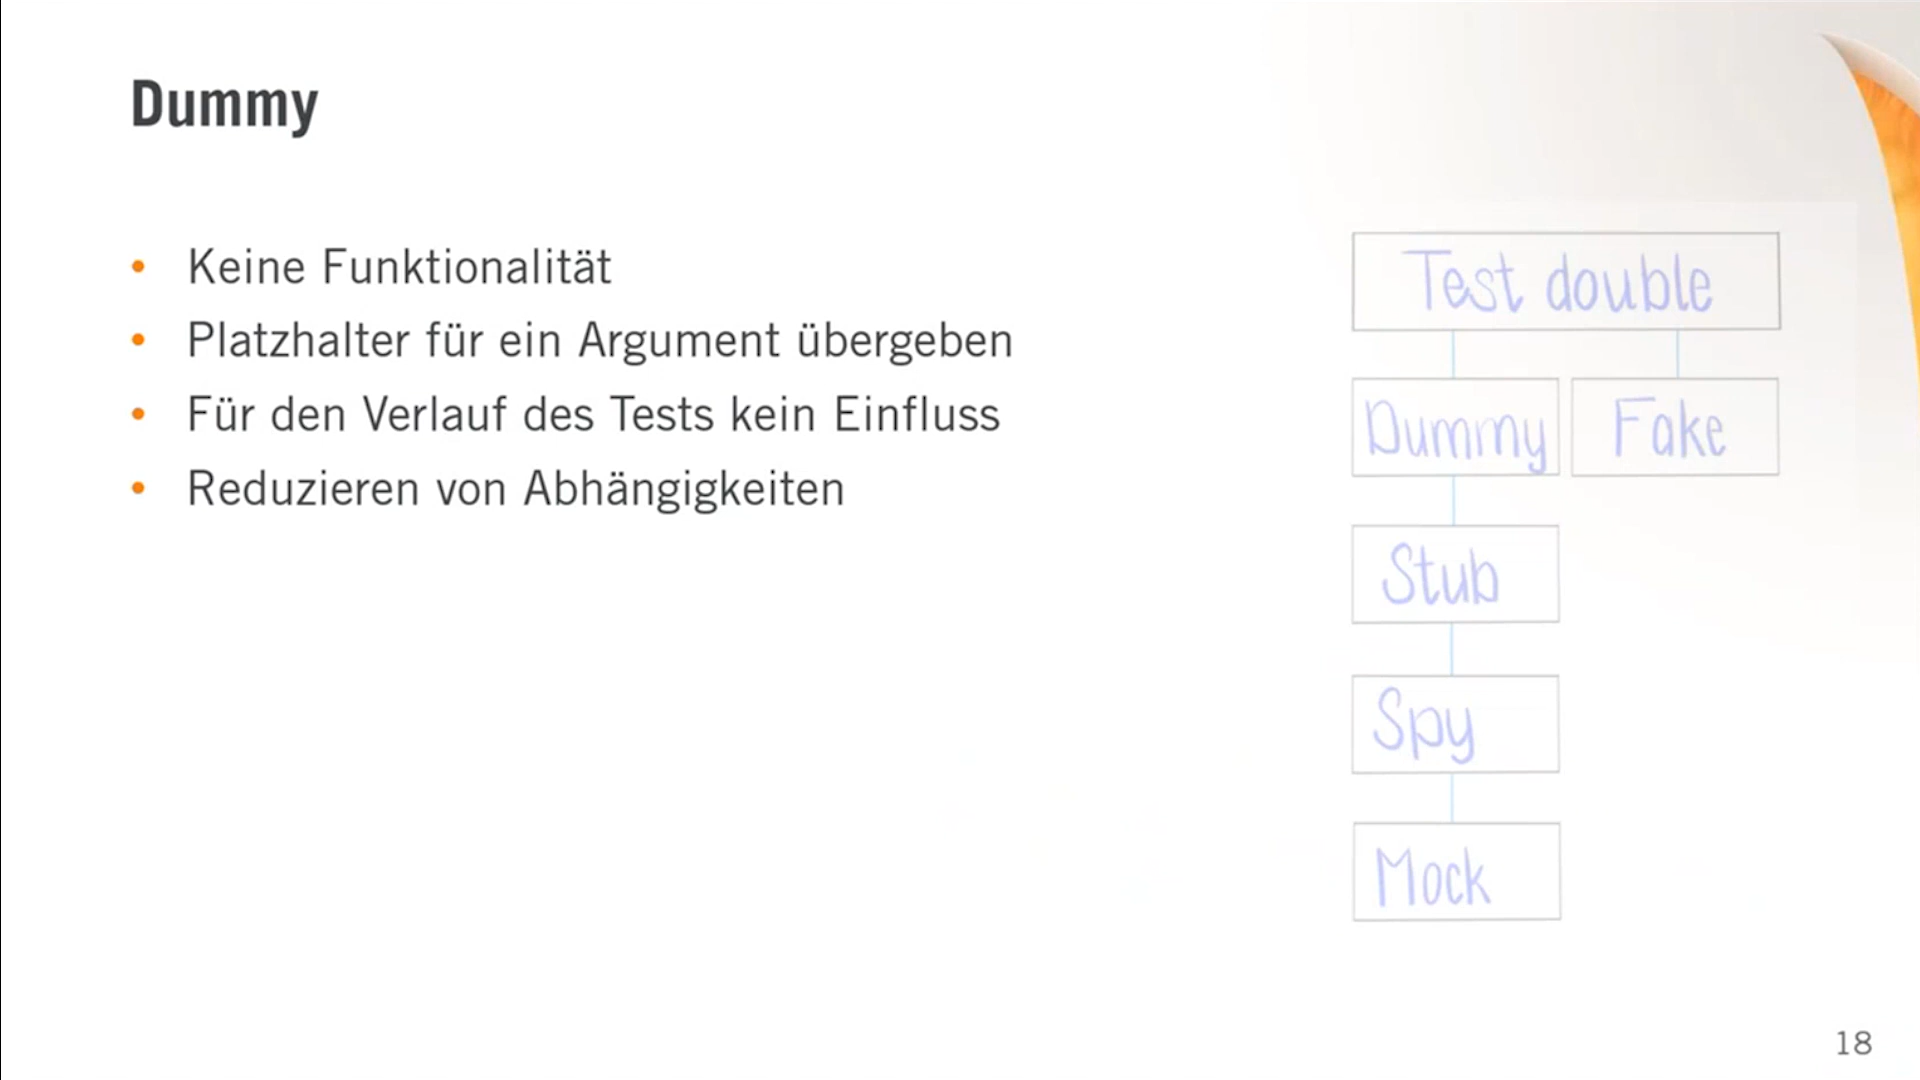 Dummy
• Keine Funktionalität
• Platzhalter für ein Argument übergeben
• Für den Verlauf des Tests kein Einfluss
• Reduzieren von Abhängigkeiten
Test double
Dummy Fake
Stub
Spy
Mock
18